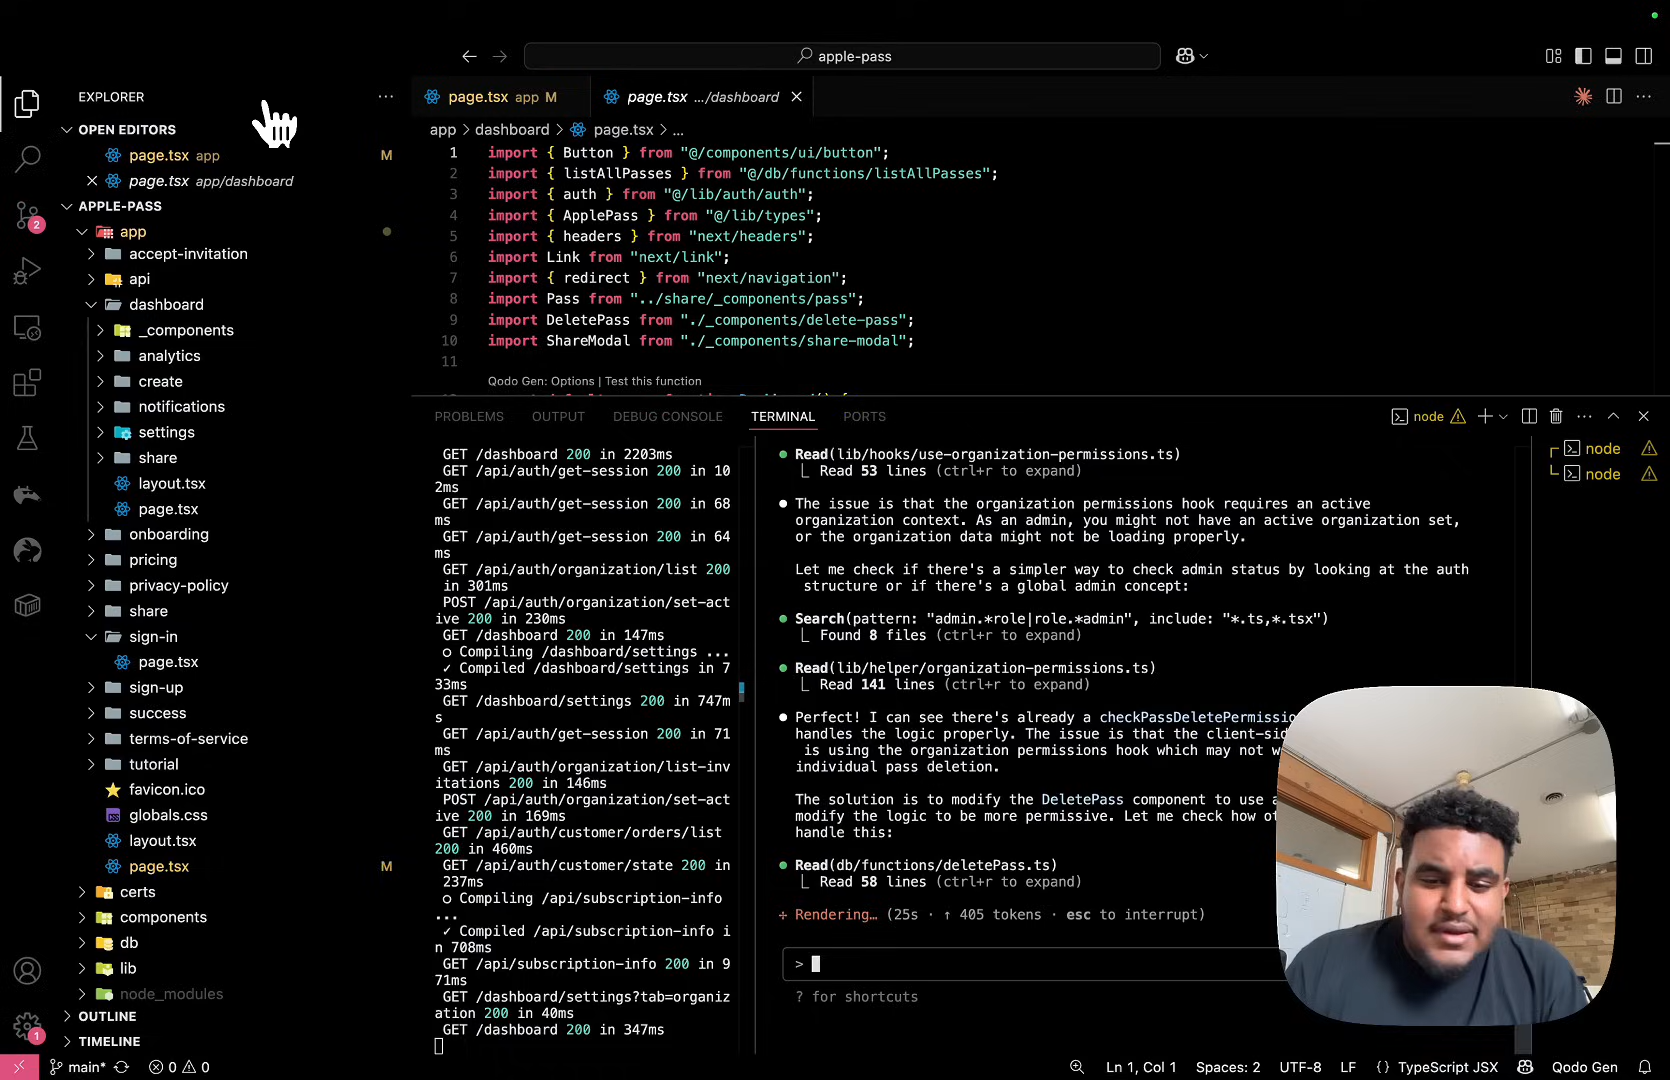 apple-pass
EXPLORER
OPEN EDITORS
page.tsx app M
page.tsx app/dashboard
APPLE-PASS
app
accept-invitation
api
dashboard
_components
analytics
create
notifications
settings
share
layout.tsx
page.tsx
onboarding
pricing
privacy-policy
share
sign-in
page.tsx
sign-up
success
terms-of-service
tutorial
favicon.ico
globals.css
layout.tsx
page.tsx M
certs
components
db
lib
node_modules
OUTLINE
TIMELINE
2
1
page.tsx app M
page.tsx .../dashboard
app > dashboard > page.tsx > ...
1 import { Button } from "@/components/ui/button";
2 import { listAllPasses } from "@/db/functions/listAllPasses";
3 import { auth } from "@/lib/auth/auth";
4 import { ApplePass } from "@/lib/types";
5 import { headers } from "next/headers";
6 import Link from "next/link";
7 import { redirect } from "next/navigation";
8 import Pass from "../share/_components/pass";
9 import DeletePass from "./_components/delete-pass";
10 import ShareModal from "./_components/share-modal";
11
Qodo Gen: Options | Test this function
PROBLEMS OUTPUT DEBUG CONSOLE TERMINAL PORTS
node
node
node
GET /dashboard 200 in 2203ms
GET /api/auth/get-session 200 in 10
2ms
GET /api/auth/get-session 200 in 68
ms
GET /api/auth/get-session 200 in 64
ms
GET /api/auth/organization/list 200
in 301ms
POST /api/auth/organization/set-act
ive 200 in 230ms
GET /dashboard 200 in 147ms
○ Compiling /dashboard/settings ...
✓ Compiled /dashboard/settings in 7
33ms
GET /dashboard/settings 200 in 747m
s
GET /api/auth/get-session 200 in 71
ms
GET /api/auth/organization/list-inv
itations 200 in 146ms
POST /api/auth/organization/set-act
ive 200 in 169ms
GET /api/auth/customer/orders/list
200 in 460ms
GET /api/auth/customer/state 200 in
237ms
○ Compiling /api/subscription-info
...
✓ Compiled /api/subscription-info i
n 708ms
GET /api/subscription-info 200 in 9
71ms
GET /dashboard/settings?tab=organiz
ation 200 in 40ms
GET /dashboard 200 in 347ms
Read(lib/hooks/use-organization-permissions.ts)
Read 53 lines (ctrl+r to expand)
The issue is that the organization permissions hook requires an active
organization context. As an admin, you might not have an active organization set,
or the organization data might not be loading properly.
Let me check if there's a simpler way to check admin status by looking at the auth
structure or if there's a global admin concept:
Search(pattern: "admin.*role|role.*admin", include: "*.ts,*.tsx")
Found 8 files (ctrl+r to expand)
Read(lib/helper/organization-permissions.ts)
Read 141 lines (ctrl+r to expand)
Perfect! I can see there's already a checkPassDeletePermissio
handles the logic properly. The issue is that the client-sid
is using the organization permissions hook which may not w
individual pass deletion.
The solution is to modify the DeletePass component to use
modify the logic to be more permissive. Let me check how
handle this:
Read(db/functions/deletePass.ts)
Read 58 lines (ctrl+r to expand)
Rendering… (25s · ↑ 405 tokens · esc to interrupt)
>
? for shortcuts
main* 0 0
Ln 1, Col 1 Spaces: 2 UTF-8 LF {} TypeScript JSX Qodo Gen